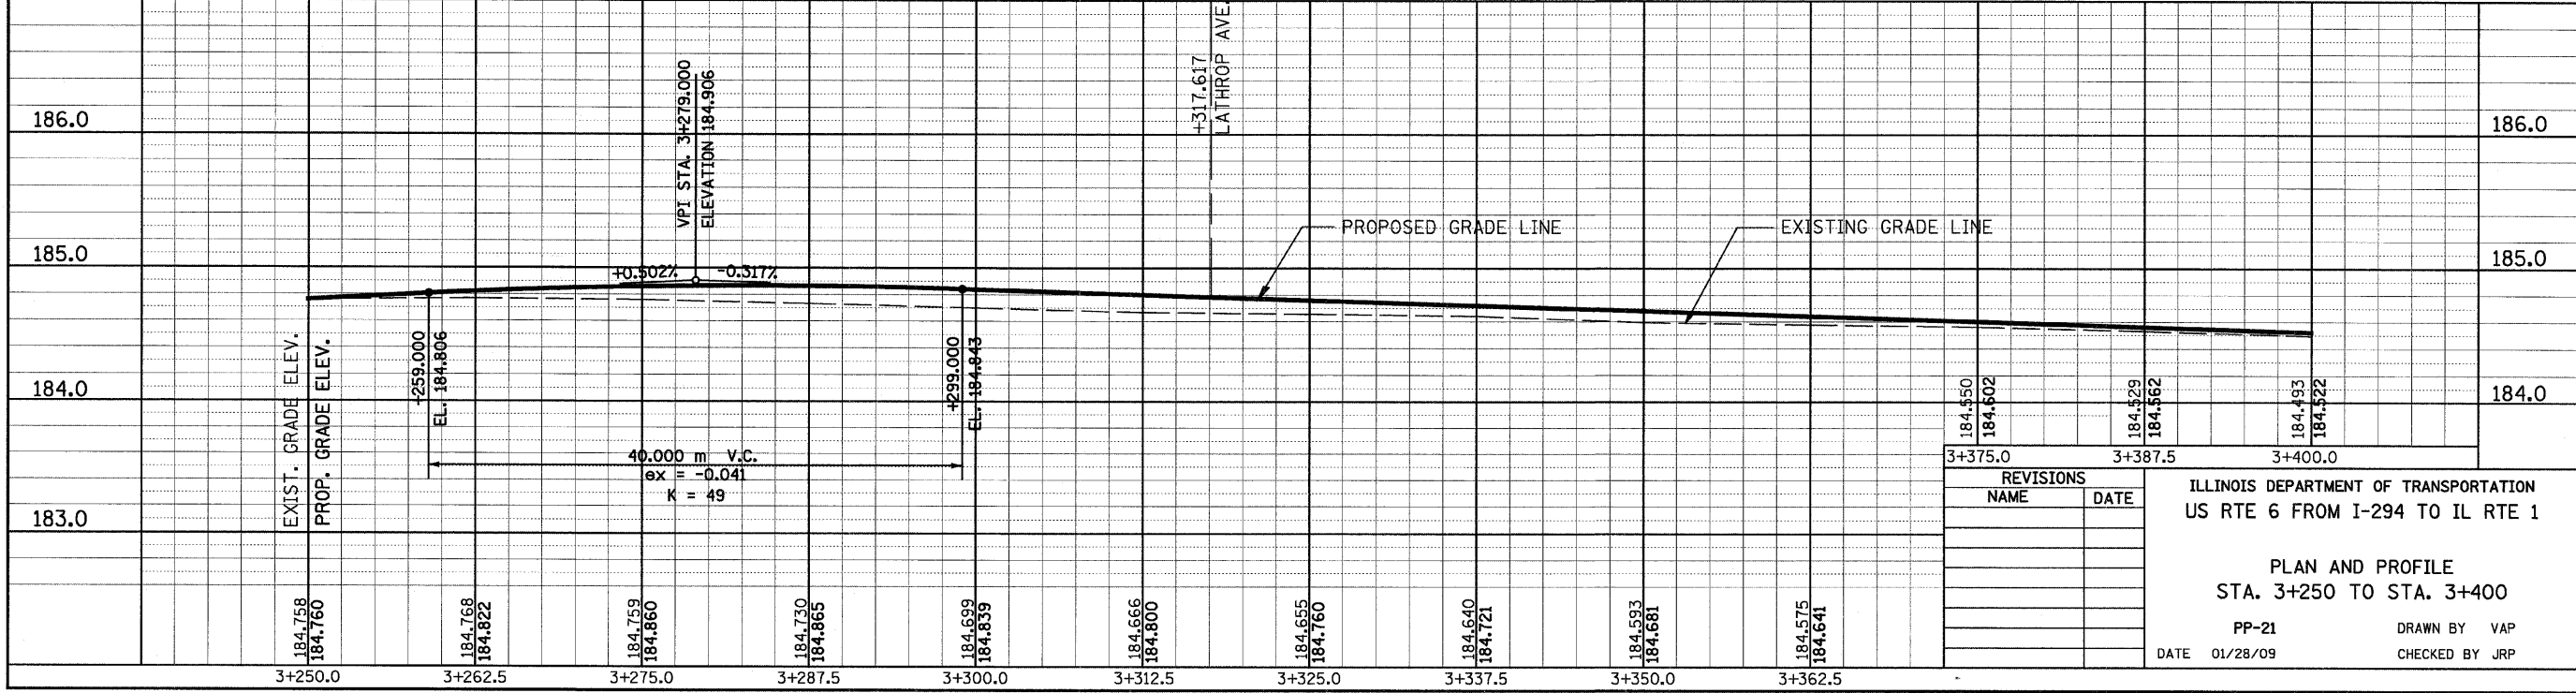 +317.617
LATHROP AVE.
VPI STA. 3+279.000
ELEVATION 184.906
186.0
186.0
185.0
185.0
184.0
184.0
183.0
PROPOSED GRADE LINE
EXISTING GRADE LINE
+0.502%
-0.317%
EXIST. GRADE ELEV.
PROP. GRADE ELEV.
+259.000
EL. 184.806
+299.000
EL. 184.843
40.000 m V.C.
ex = -0.041
K = 49
184.758
184.760
184.768
184.822
184.759
184.860
184.730
184.865
184.699
184.839
184.666
184.800
184.655
184.760
184.640
184.721
184.593
184.681
184.575
184.641
184.550
184.602
184.529
184.562
184.493
184.522
3+250.0
3+262.5
3+275.0
3+287.5
3+300.0
3+312.5
3+325.0
3+337.5
3+350.0
3+362.5
3+375.0
3+387.5
3+400.0
REVISIONS
NAME
DATE
ILLINOIS DEPARTMENT OF TRANSPORTATION
US RTE 6 FROM I-294 TO IL RTE 1
PLAN AND PROFILE
STA. 3+250 TO STA. 3+400
PP-21
DRAWN BY VAP
DATE 01/28/09
CHECKED BY JRP